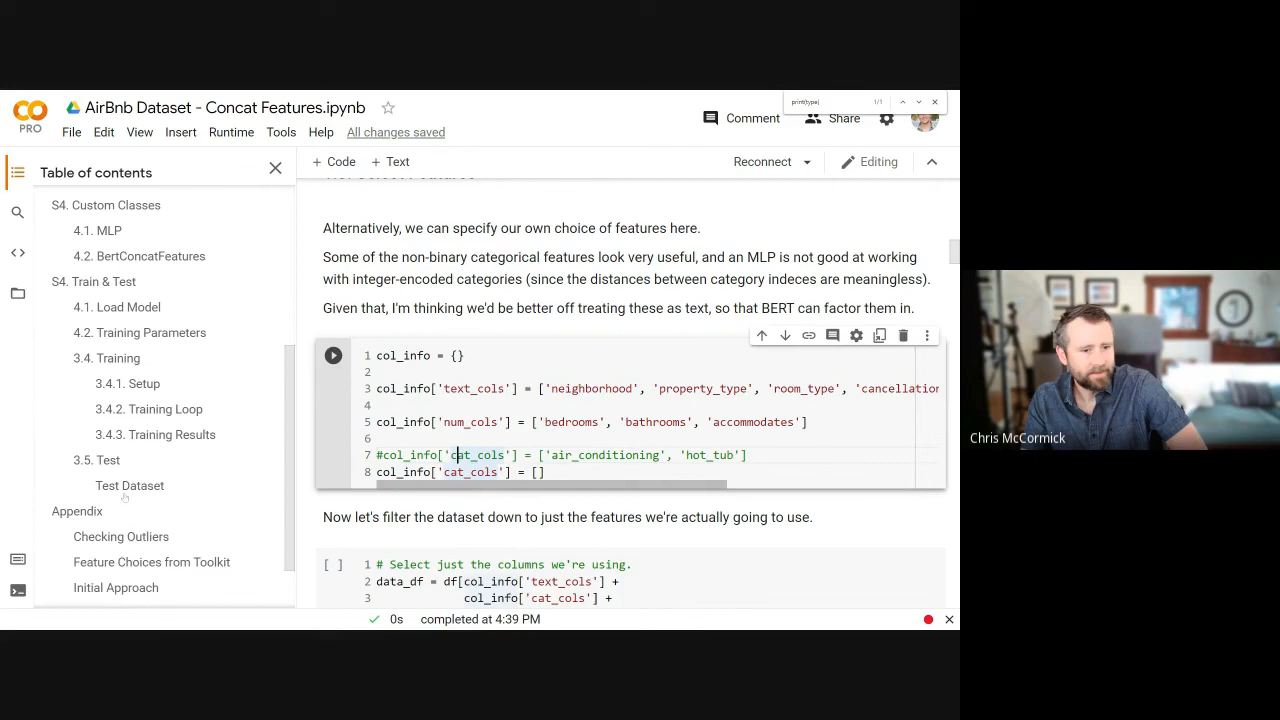 CO
PRO
AirBnb Dataset - Concat Features.ipynb
print(type)
1/1
File Edit View Insert Runtime Tools Help All changes saved
Comment
Share
Table of contents
+ Code + Text
Reconnect
Editing
S4. Custom Classes
4.1. MLP
4.2. BertConcatFeatures
S4. Train & Test
4.1. Load Model
4.2. Training Parameters
3.4. Training
3.4.1. Setup
3.4.2. Training Loop
3.4.3. Training Results
3.5. Test
Test Dataset
Appendix
Checking Outliers
Feature Choices from Toolkit
Initial Approach
Alternatively, we can specify our own choice of features here.
Some of the non-binary categorical features look very useful, and an MLP is not good at working
with integer-encoded categories (since the distances between category indeces are meaningless).
Given that, I'm thinking we'd be better off treating these as text, so that BERT can factor them in.
1 col_info = {}
2
3 col_info['text_cols'] = ['neighborhood', 'property_type', 'room_type', 'cancellation
4
5 col_info['num_cols'] = ['bedrooms', 'bathrooms', 'accommodates']
6
7 #col_info['cat_cols'] = ['air_conditioning', 'hot_tub']
8 col_info['cat_cols'] = []
Now let's filter the dataset down to just the features we're actually going to use.
[ ] 1 # Select just the columns we're using.
2 data_df = df[col_info['text_cols'] +
3 col_info['cat_cols'] +
0s completed at 4:39 PM
Chris McCormick